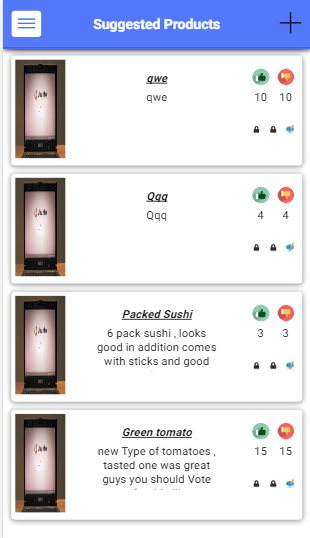 Suggested Products
qwe
qwe
10 10
Qqq
Qqq
4 4
Packed Sushi
6 pack sushi , looks
good in addition comes
with sticks and good
3 3
Green tomato
new Type of tomatoes ,
tasted one was great
guys you should Vote
15 15